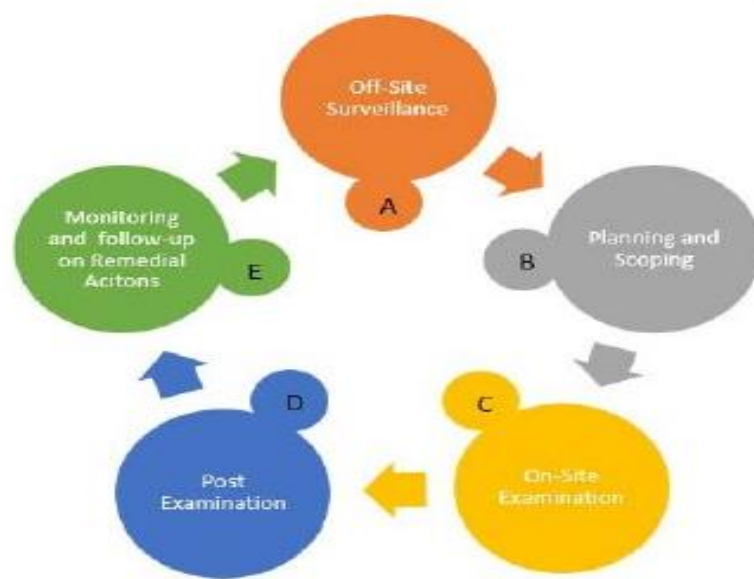 Off-Site
Surveillance
A
Planning and
Scoping
B
C
On-Site
Examination
D
Post
Examination
Monitoring
and follow-up
on Remedial
Acitons
E